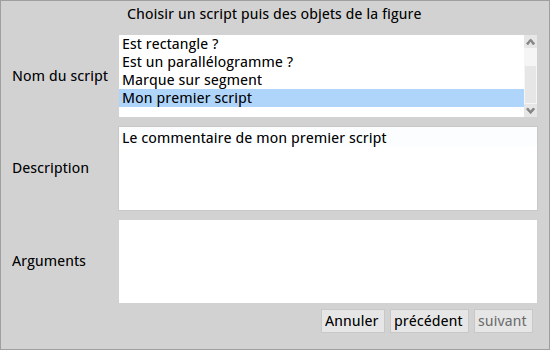 Choisir un script puis des objets de la figure
Nom du script
Est rectangle ?
Est un parallélogramme ?
Marque sur segment
Mon premier script
Description
Le commentaire de mon premier script
Arguments
Annuler précédent suivant